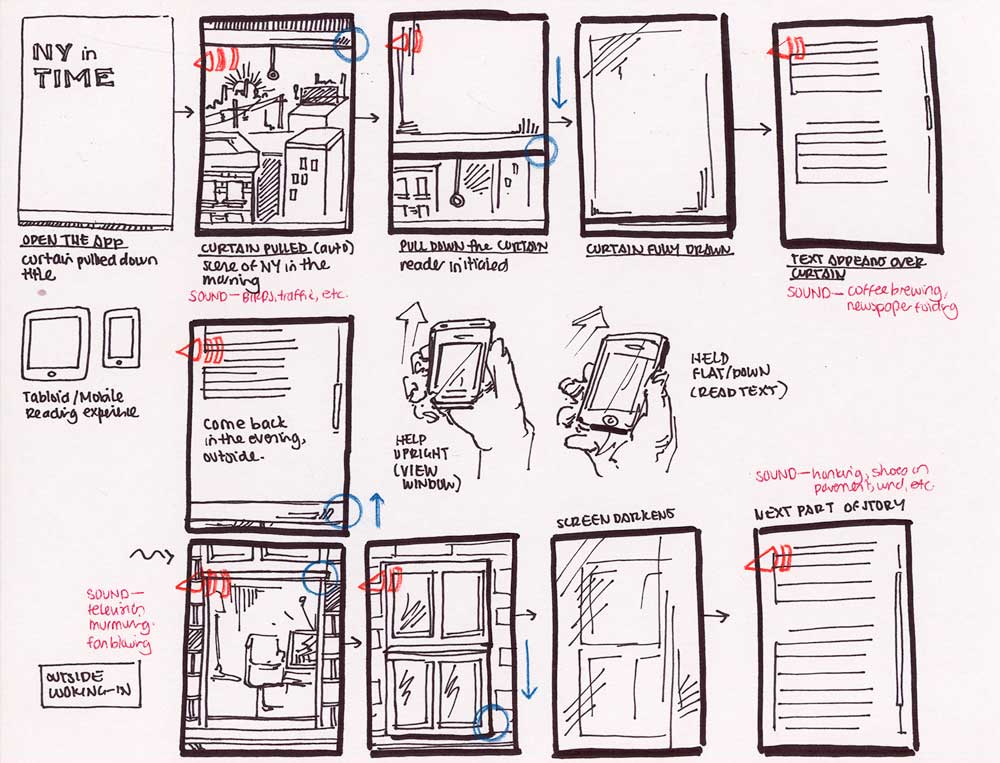 NY in
TIME
OPEN THE APP
curtain pulled down
title
CURTAIN PULLED (auto)
scene of NY in the
morning
SOUND—BIRDS, traffic, etc.
PULL DOWN the CURTAIN
reader initiated
CURTAIN FULLY DRAWN
TEXT APPEARS OVER
CURTAIN
SOUND—coffee brewing,
newspaper folding
Tabloid/Mobile
Reading experience
Come back
in the evening,
outside.
HELP
UPRIGHT
(VIEW
WINDOW)
HELD
FLAT/DOWN
(READ TEXT)
SOUND—honking, shoes on
pavement, wind, etc.
SCREEN DARKENS
NEXT PART OF STORY
SOUND—
television,
murmuring
fan blowing
OUTSIDE
LOOKING-IN